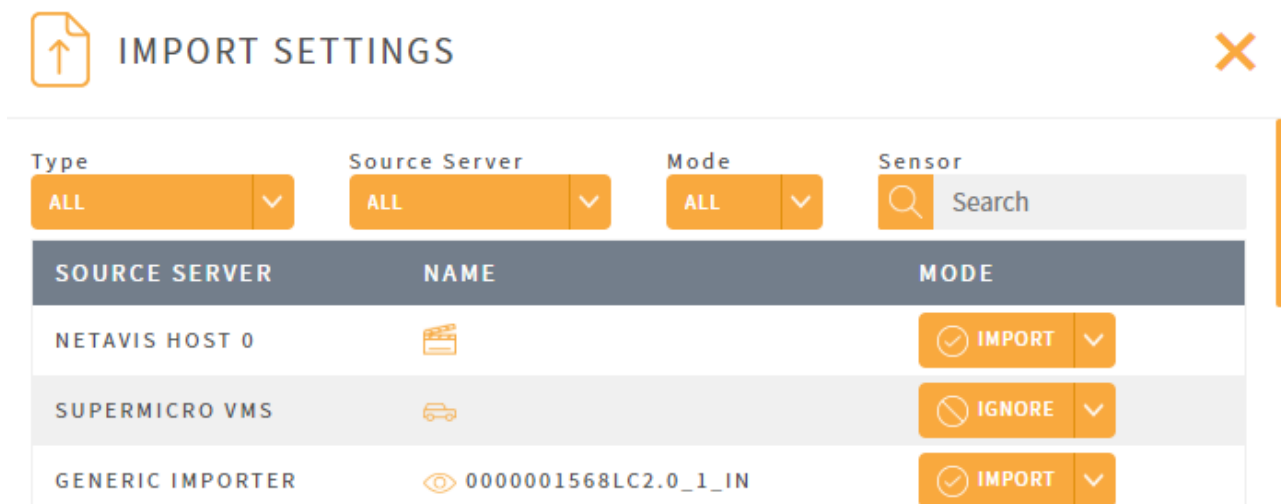 IMPORT SETTINGS
Type Source Server Mode Sensor
ALL ALL ALL Search
SOURCE SERVER NAME MODE
NETAVIS HOST 0 IMPORT
SUPERMICRO VMS IGNORE
GENERIC IMPORTER 0000001568LC2.0_1_IN IMPORT